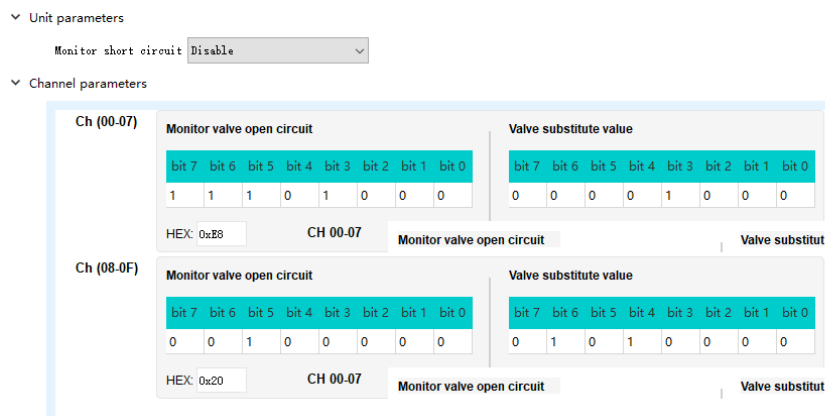 Unit parameters
Monitor short circuit Disable
Channel parameters
Ch (00-07)
Monitor valve open circuit Valve substitute value
bit 7 bit 6 bit 5 bit 4 bit 3 bit 2 bit 1 bit 0 bit 7 bit 6 bit 5 bit 4 bit 3 bit 2 bit 1 bit 0
1 1 1 0 1 0 0 0 0 0 0 0 1 0 0 0
HEX: 0xE8 CH 00-07 Monitor valve open circuit Valve substitut
Ch (08-0F)
Monitor valve open circuit Valve substitute value
bit 7 bit 6 bit 5 bit 4 bit 3 bit 2 bit 1 bit 0 bit 7 bit 6 bit 5 bit 4 bit 3 bit 2 bit 1 bit 0
0 0 1 0 0 0 0 0 0 1 0 1 0 0 0 0
HEX: 0x20 CH 00-07 Monitor valve open circuit Valve substitut